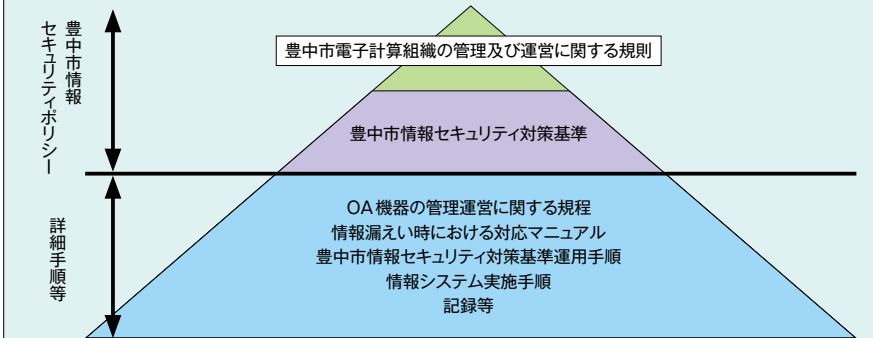 豊中市情報
セキュリティポリシー
豊中市電子計算組織の管理及び運営に関する規則
豊中市情報セキュリティ対策基準
詳細手順等
OA機器の管理運営に関する規程
情報漏えい時における対応マニュアル
豊中市情報セキュリティ対策基準運用手順
情報システム実施手順
記録等